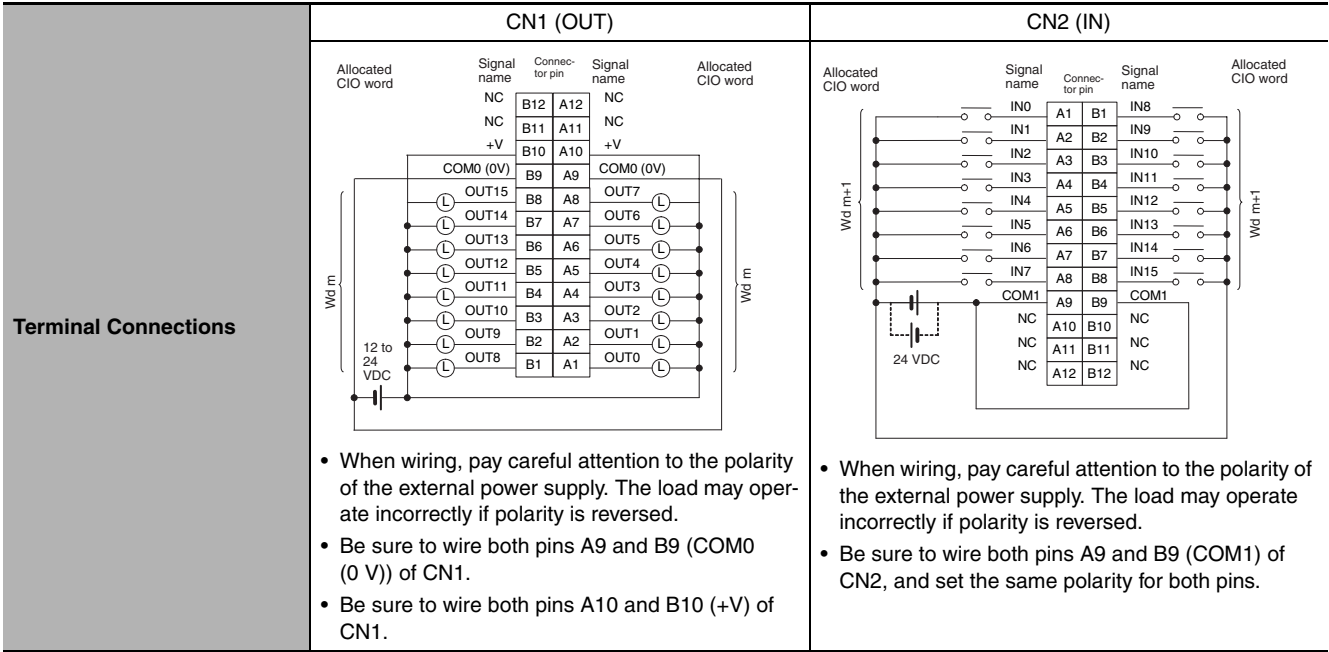 CN1 (OUT)
CN2 (IN)
Terminal Connections
Allocated
CIO word
Signal
name
Connec-
tor pin
Signal
name
Allocated
CIO word
NC B12 A12 NC
NC B11 A11 NC
+V B10 A10 +V
COM0 (0V) B9 A9 COM0 (0V)
OUT15 B8 A8 OUT7
L L
OUT14 B7 A7 OUT6
L L
OUT13 B6 A6 OUT5
L L
OUT12 B5 A5 OUT4
L L
OUT11 B4 A4 OUT3
L L
OUT10 B3 A3 OUT2
L L
OUT9 B2 A2 OUT1
L L
OUT8 B1 A1 OUT0
L L
Wd m
Wd m
12 to
24
VDC
• When wiring, pay careful attention to the polarity
of the external power supply. The load may oper-
ate incorrectly if polarity is reversed.
• Be sure to wire both pins A9 and B9 (COM0
(0 V)) of CN1.
• Be sure to wire both pins A10 and B10 (+V) of
CN1.
Allocated
CIO word
Signal
name
Connec-
tor pin
Signal
name
Allocated
CIO word
IN0 A1 B1 IN8
IN1 A2 B2 IN9
IN2 A3 B3 IN10
IN3 A4 B4 IN11
IN4 A5 B5 IN12
IN5 A6 B6 IN13
IN6 A7 B7 IN14
IN7 A8 B8 IN15
COM1 A9 B9 COM1
NC A10 B10 NC
NC A11 B11 NC
NC A12 B12 NC
Wd m+1
Wd m+1
24 VDC
• When wiring, pay careful attention to the polarity of
the external power supply. The load may operate
incorrectly if polarity is reversed.
• Be sure to wire both pins A9 and B9 (COM1) of
CN2, and set the same polarity for both pins.